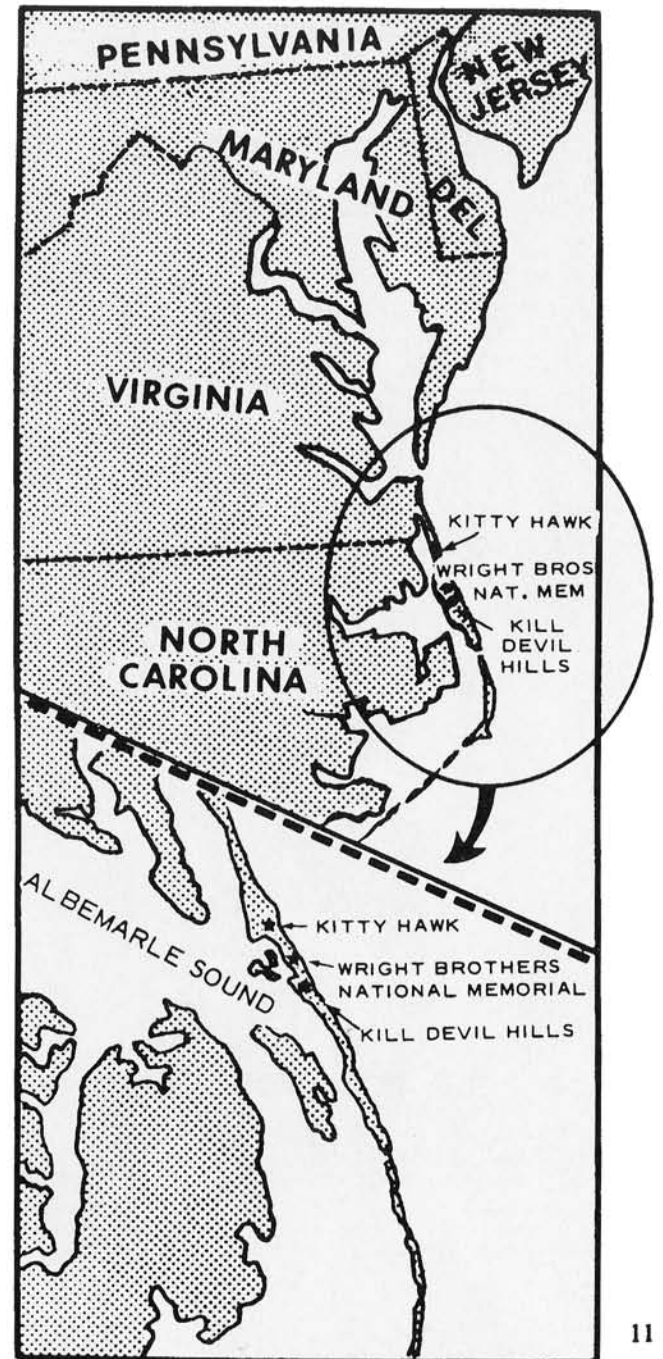 PENNSYLVANIA
NEW
JERSEY
MARYLAND
DEL
VIRGINIA
KITTY HAWK
WRIGHT BROS
NAT. MEM
KILL
DEVIL
HILLS
NORTH
CAROLINA
ALBEMARLE SOUND
KITTY HAWK
WRIGHT BROTHERS
NATIONAL MEMORIAL
KILL DEVIL HILLS
11